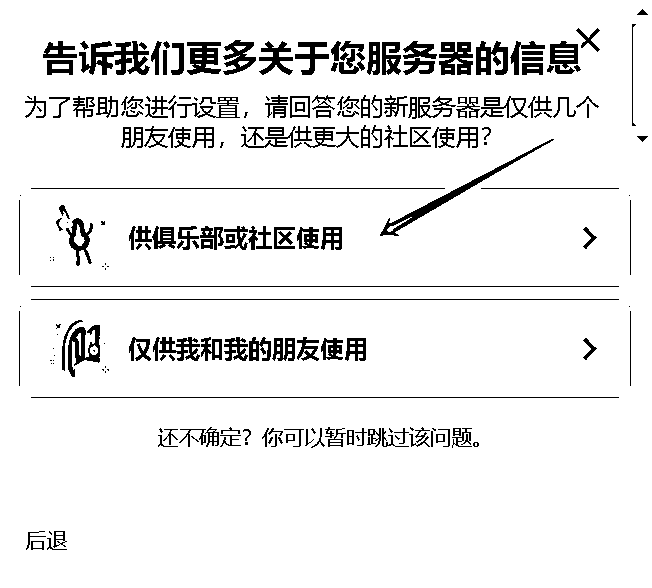 告诉我们更多关于您服务器的信息
为了帮助您进行设置，请回答您的新服务器是仅供几个
朋友使用，还是供更大的社区使用？
供俱乐部或社区使用
仅供我和我的朋友使用
还不确定？你可以暂时跳过该问题。
后退